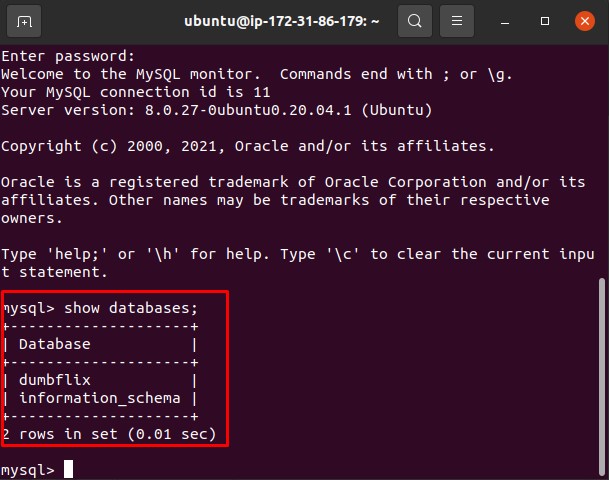 ubuntu@ip-172-31-86-179: ~
Enter password:
Welcome to the MySQL monitor.  Commands end with ; or \g.
Your MySQL connection id is 11
Server version: 8.0.27-0ubuntu0.20.04.1 (Ubuntu)
Copyright (c) 2000, 2021, Oracle and/or its affiliates.
Oracle is a registered trademark of Oracle Corporation and/or its
affiliates. Other names may be trademarks of their respective
owners.
Type 'help;' or '\h' for help. Type '\c' to clear the current inpu
t statement.
mysql> show databases;
+--------------------+
| Database           |
+--------------------+
| dumbflix           |
| information_schema |
+--------------------+
2 rows in set (0.01 sec)
mysql>